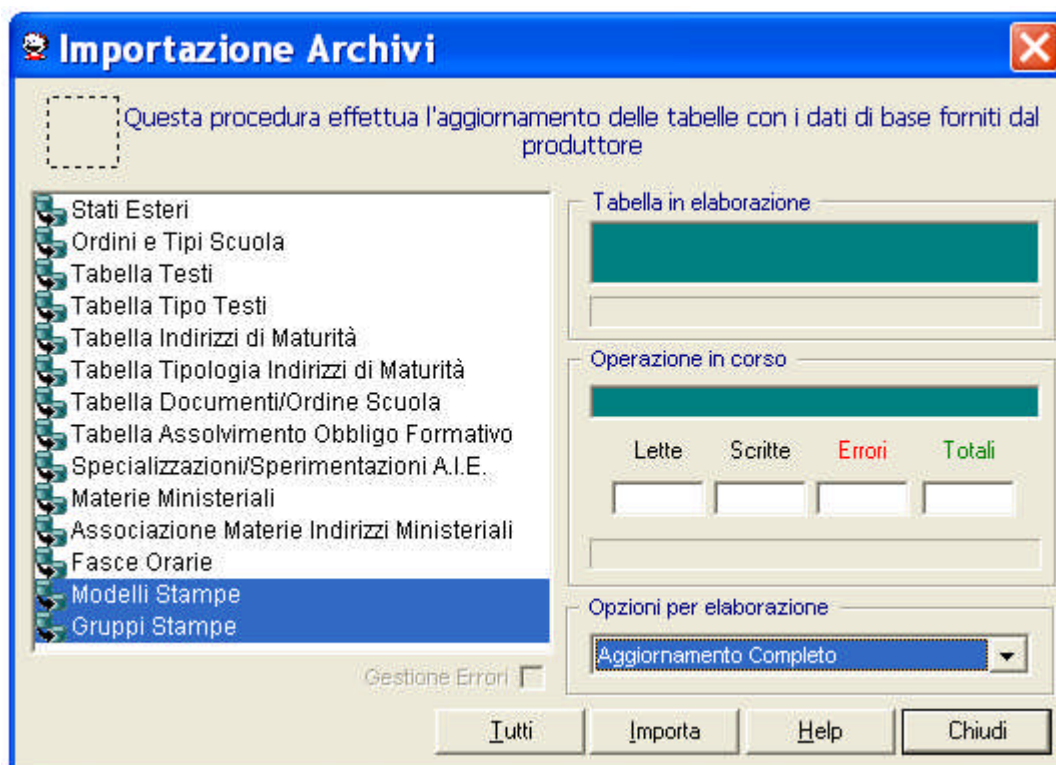 Importazione Archivi
Questa procedura effettua l'aggiornamento delle tabelle con i dati di base forniti dal
produttore
Stati Esteri
Ordini e Tipi Scuola
Tabella Testi
Tabella Tipo Testi
Tabella Indirizzi di Maturità
Tabella Tipologia Indirizzi di Maturità
Tabella Documenti/Ordine Scuola
Tabella Assolvimento Obbligo Formativo
Specializzazioni/Sperimentazioni A.I.E.
Materie Ministeriali
Associazione Materie Indirizzi Ministeriali
Fasce Orarie
Modelli Stampe
Gruppi Stampe
Gestione Errori
Tabella in elaborazione
Operazione in corso
Lette Scritte Errori Totali
Opzioni per elaborazione
Aggiornamento Completo
Tutti Importa Help Chiudi